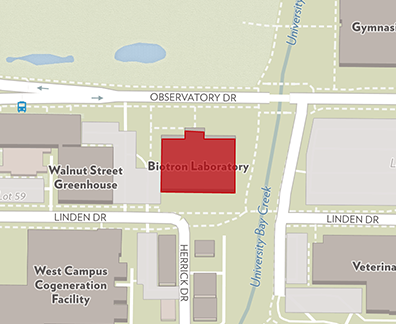 University
Gymnas
OBSERVATORY DR
Biotron Laboratory
Walnut Street
Greenhouse
Lot 59
L
LINDEN DR
LINDEN DR
University Bay Creek
HERRICK DR
West Campus
Cogeneration
Facility
Veterina